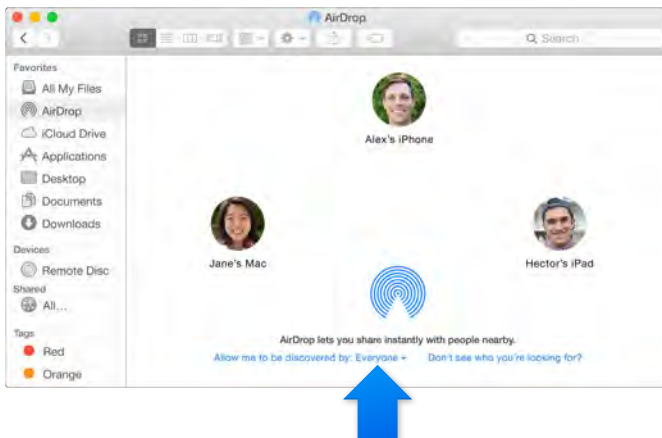 AirDrop
Search
Favorites
All My Files
AirDrop
iCloud Drive
Applications
Desktop
Documents
Downloads
Devices
Remote Disc
Shared
All...
Tags
Red
Orange
Alex's iPhone
Jane's Mac
Hector's iPad
AirDrop lets you share instantly with people nearby.
Allow me to be discovered by: Everyone Don't see who you're looking for?